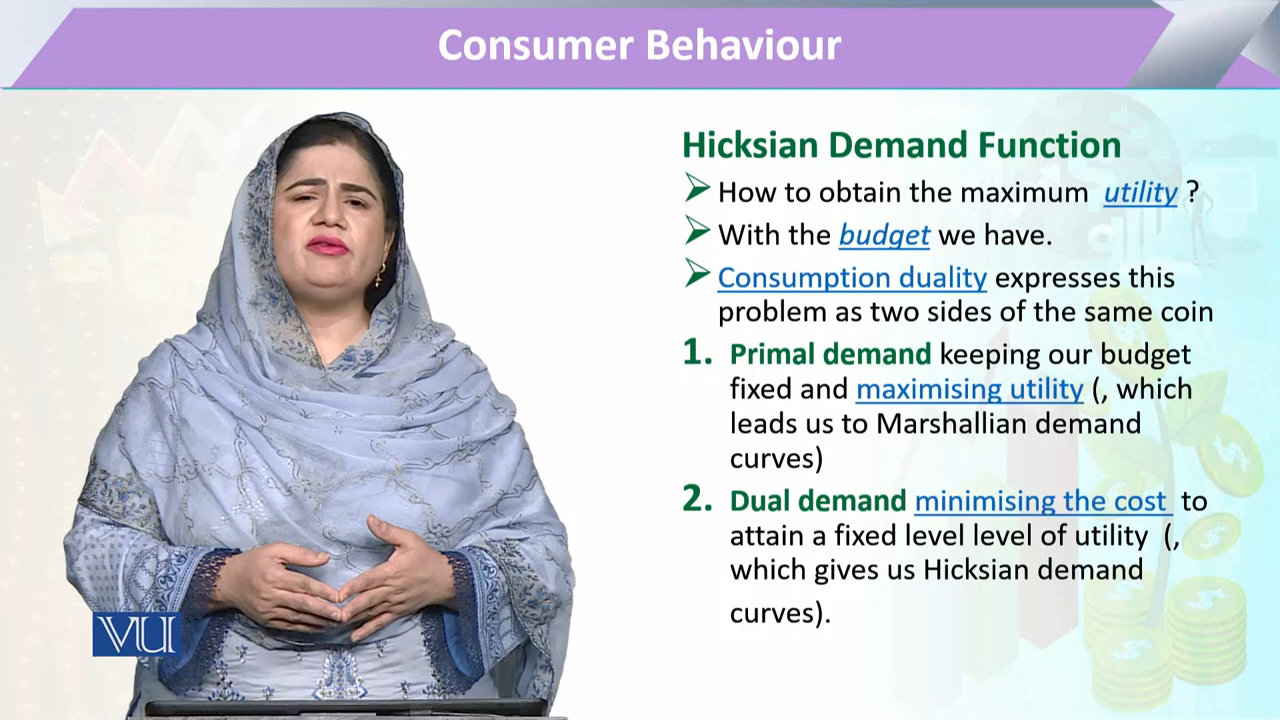 Consumer Behaviour
Hicksian Demand Function
➢ How to obtain the maximum utility ?
➢ With the budget we have.
➢ Consumption duality expresses this
problem as two sides of the same coin
1. Primal demand keeping our budget
fixed and maximising utility (, which
leads us to Marshallian demand
curves)
2. Dual demand minimising the cost to
attain a fixed level level of utility (,
which gives us Hicksian demand
curves).
VU